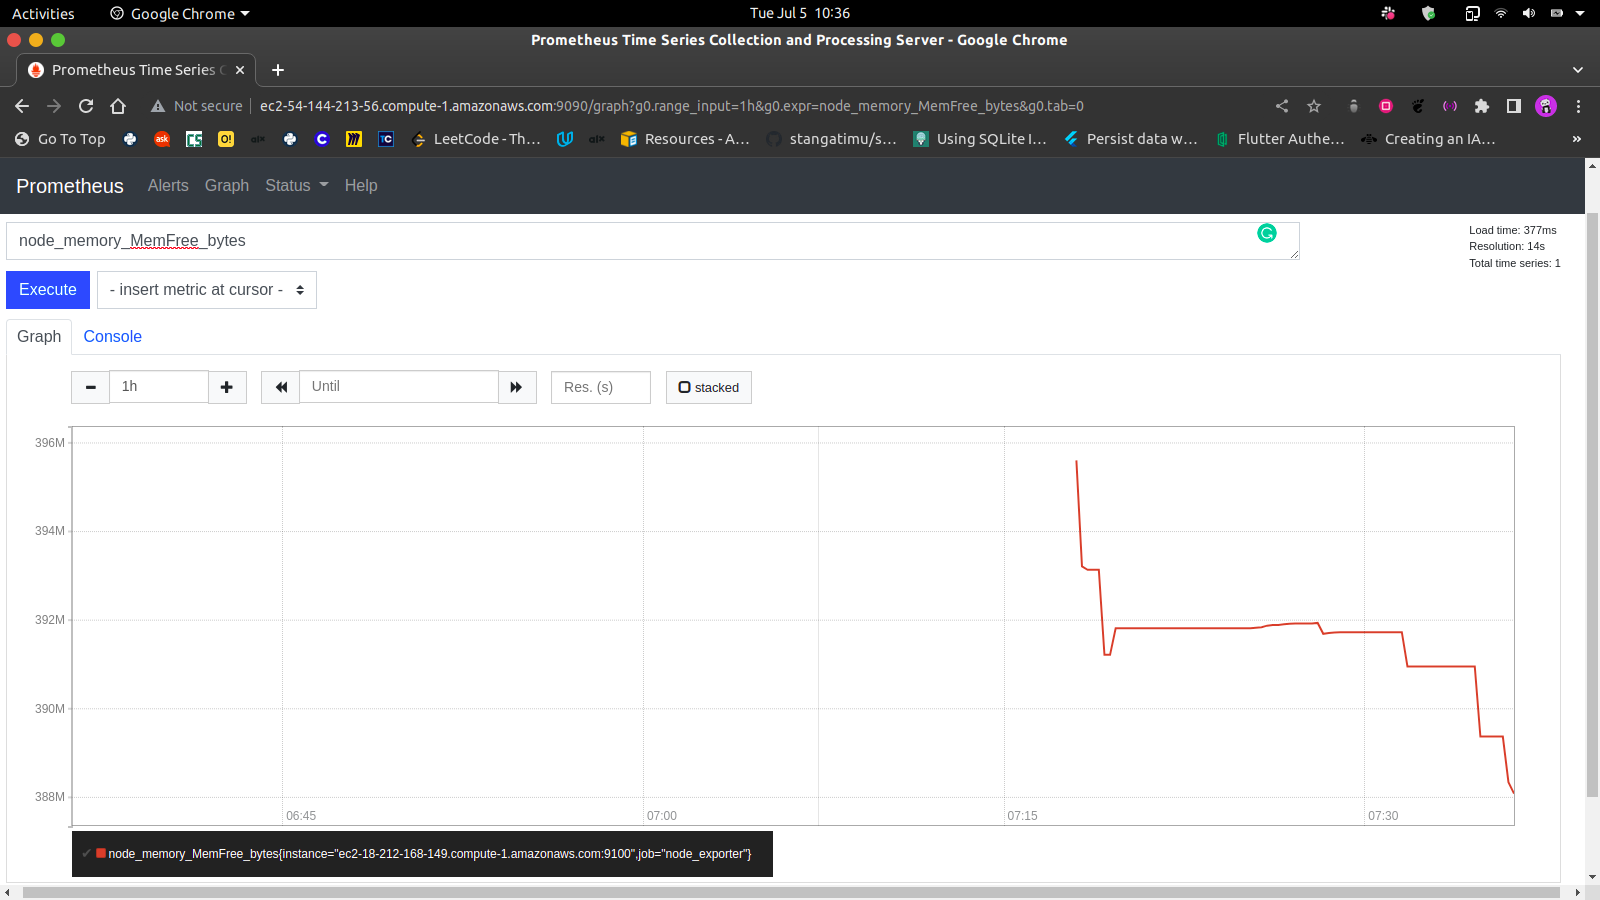 Activities Google Chrome Tue Jul 5 10:36
Prometheus Time Series Collection and Processing Server - Google Chrome
Prometheus Time Series
Not secure ec2-54-144-213-56.compute-1.amazonaws.com:9090/graph?g0.range_input=1h&g0.expr=node_memory_MemFree_bytes&g0.tab=0
Go To Top ask CS O! aix C M TC LeetCode - Th... aix Resources - A... stangatimu/s... Using SQLite I... Persist data w... Flutter Authe... Creating an IA... »
Prometheus Alerts Graph Status Help
node_memory_MemFree_bytes
Load time: 377ms
Resolution: 14s
Total time series: 1
Execute - insert metric at cursor -
Graph Console
1h Until Res. (s) stacked
396M
394M
392M
390M
388M
06:45 07:00 07:15 07:30
node_memory_MemFree_bytes{instance="ec2-18-212-168-149.compute-1.amazonaws.com:9100",job="node_exporter"}